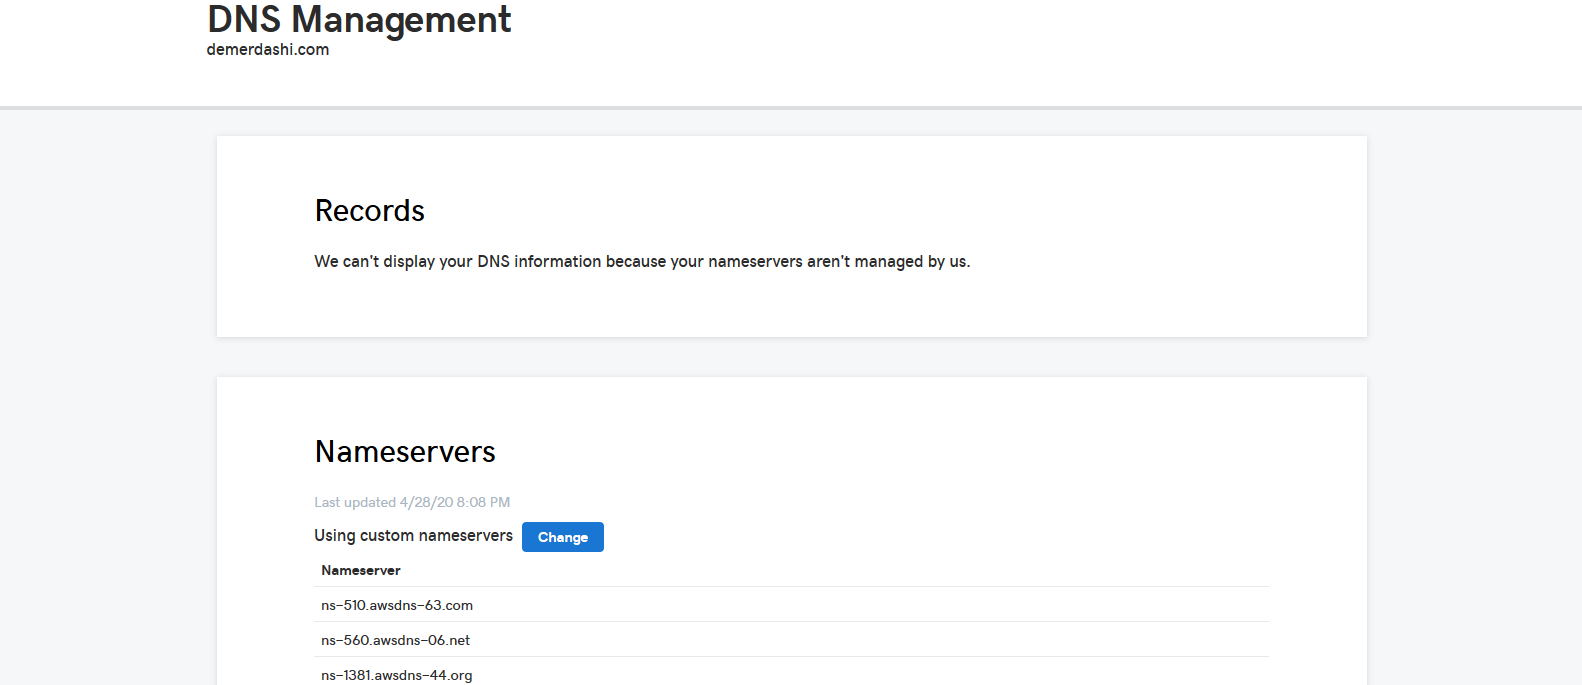 DNS Management
demerdashi.com
Records
We can't display your DNS information because your nameservers aren't managed by us.
Nameservers
Last updated 4/28/20 8:08 PM
Using custom nameservers Change
Nameserver
ns-510.awsdns-63.com
ns-560.awsdns-06.net
ns-1381.awsdns-44.org